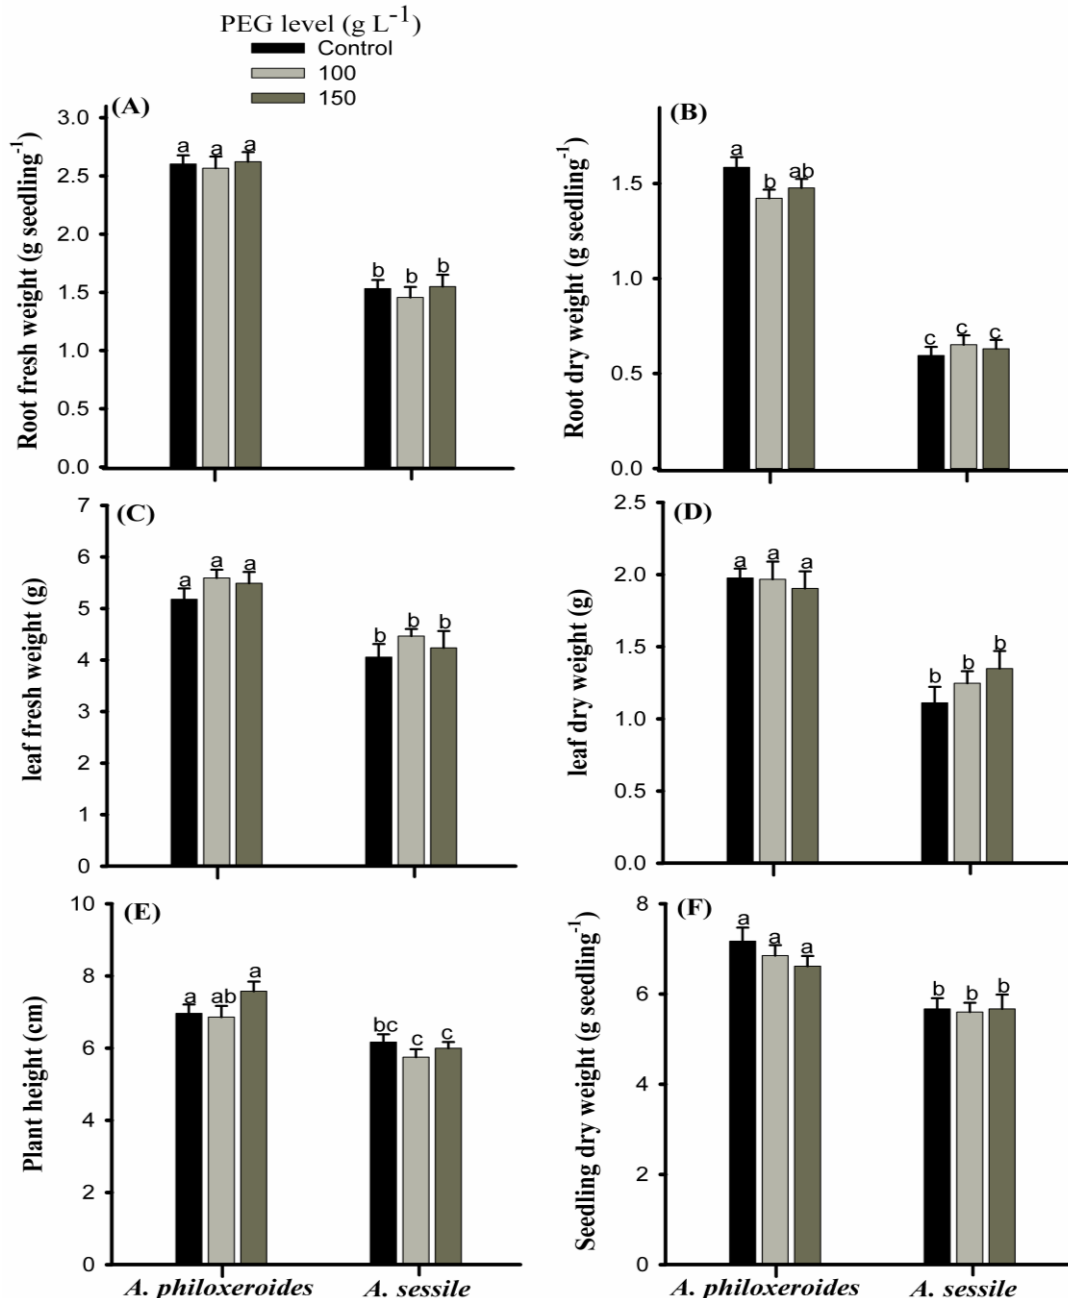 PEG level (g L-1)
Control
100
150
(A)
Root fresh weight (g seedling-1)
3.0
2.5
2.0
1.5
1.0
0.5
0.0
a a a
b b b
(B)
Root dry weight (g seedling-1)
1.5
1.0
0.5
0.0
a b ab
c c c
(C)
leaf fresh weight (g)
7
6
5
4
3
2
1
0
a a a
b b b
(D)
leaf dry weight (g)
2.5
2.0
1.5
1.0
0.5
0.0
a a a
b b b
(E)
Plant height (cm)
10
8
6
4
2
0
a ab a
bc c c
A. philoxeroides A. sessile
(F)
Seedling dry weight (g seedling-1)
8
6
4
2
0
a a a
b b b
A. philoxeroides A. sessile